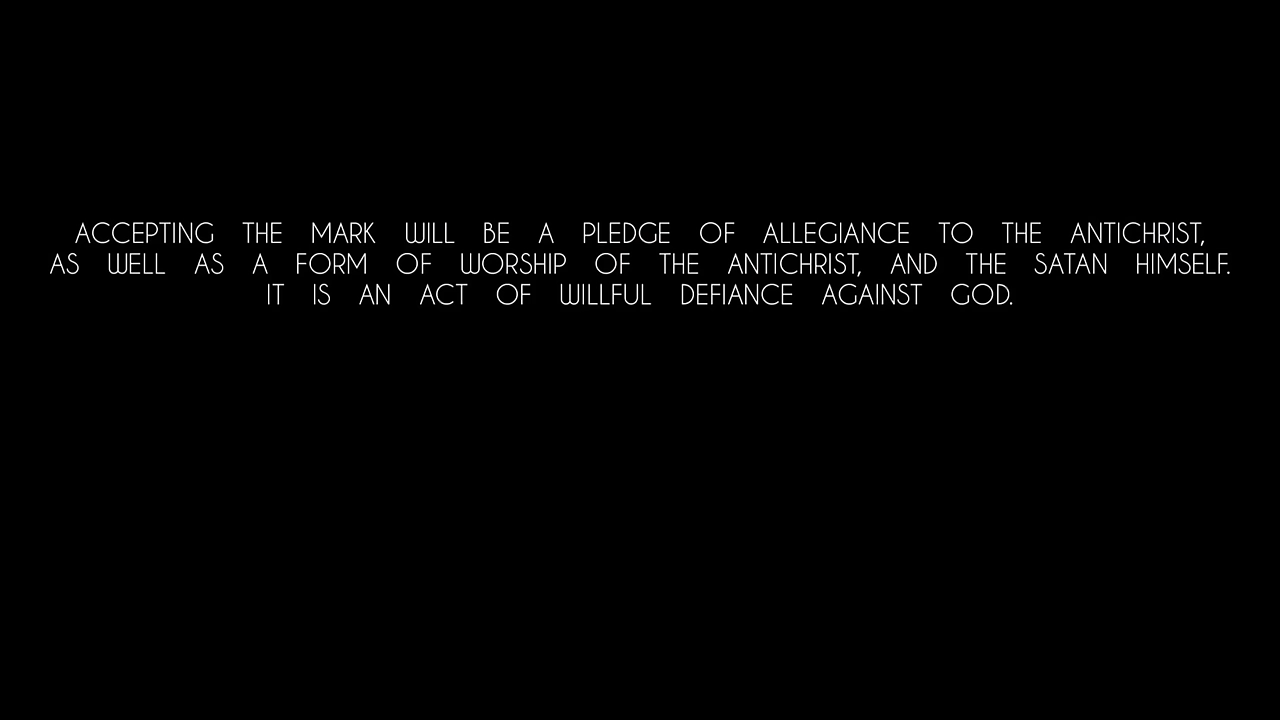 ACCEPTING THE MARK WILL BE A PLEDGE OF ALLEGIANCE TO THE ANTICHRIST,
AS WELL AS A FORM OF WORSHIP OF THE ANTICHRIST, AND THE SATAN HIMSELF.
IT IS AN ACT OF WILLFUL DEFIANCE AGAINST GOD.